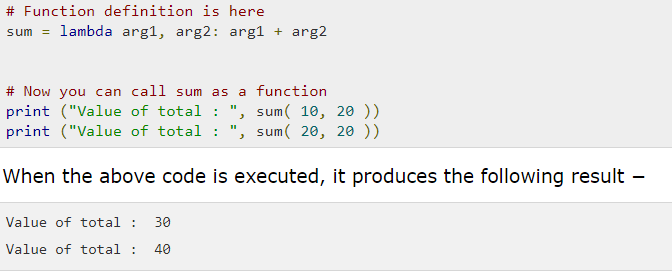 # Function definition is here
sum = lambda arg1, arg2: arg1 + arg2
# Now you can call sum as a function
print ("Value of total : ", sum( 10, 20 ))
print ("Value of total : ", sum( 20, 20 ))
When the above code is executed, it produces the following result −
Value of total :  30
Value of total :  40